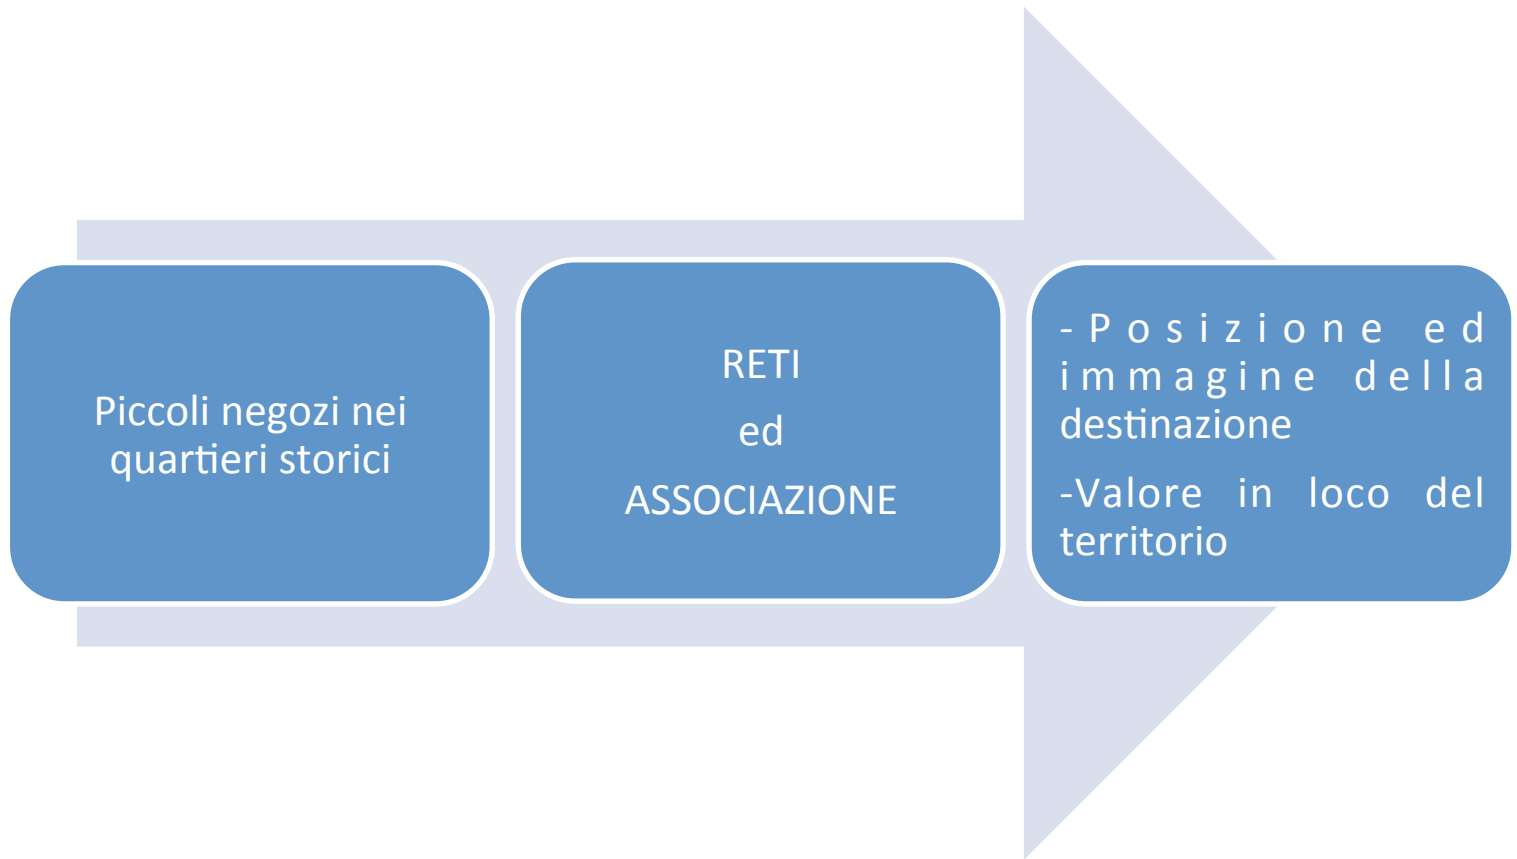 Piccoli negozi nei
quartieri storici
RETI
ed
ASSOCIAZIONE
-Posizione ed
immagine della
destinazione
-Valore in loco del
territorio